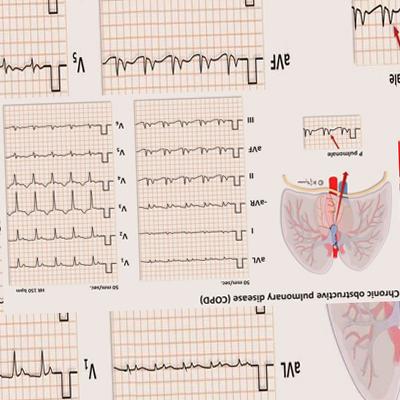 Chronic obstructive pulmonary disease (COPD)
50 mm/sec.
50 mm/sec.
HR 150 bpm
aVL
I
-aVR
II
aVF
III
V1
V2
V3
V4
V5
V6
P pulmonale
aVL
V1
aVF
V5
ale